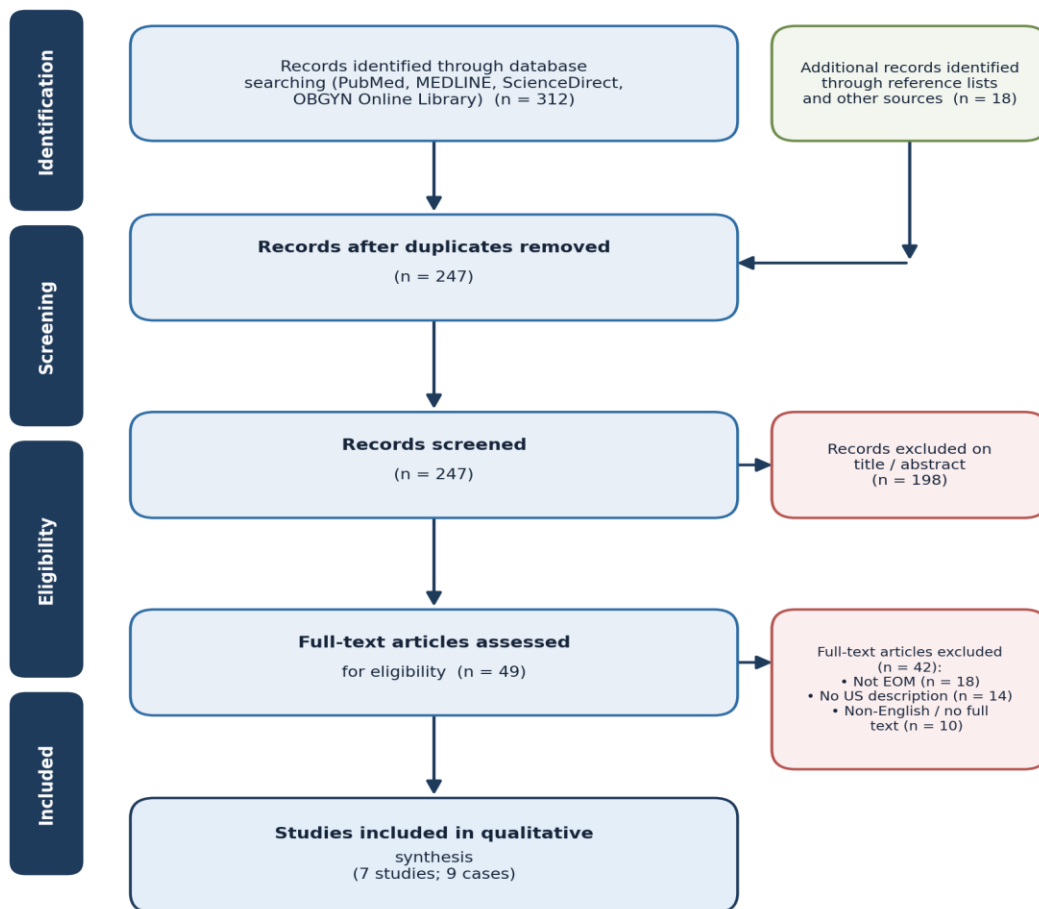 Identification
Records identified through database
searching (PubMed, MEDLINE, ScienceDirect,
OBGYN Online Library)  (n = 312)
Additional records identified
through reference lists
and other sources  (n = 18)
Screening
Records after duplicates removed
(n = 247)
Records screened
(n = 247)
Records excluded on
title / abstract
(n = 198)
Eligibility
Full-text articles assessed
for eligibility  (n = 49)
Full-text articles excluded
(n = 42):
• Not EOM (n = 18)
• No US description (n = 14)
• Non-English / no full
text (n = 10)
Included
Studies included in qualitative
synthesis
(7 studies; 9 cases)